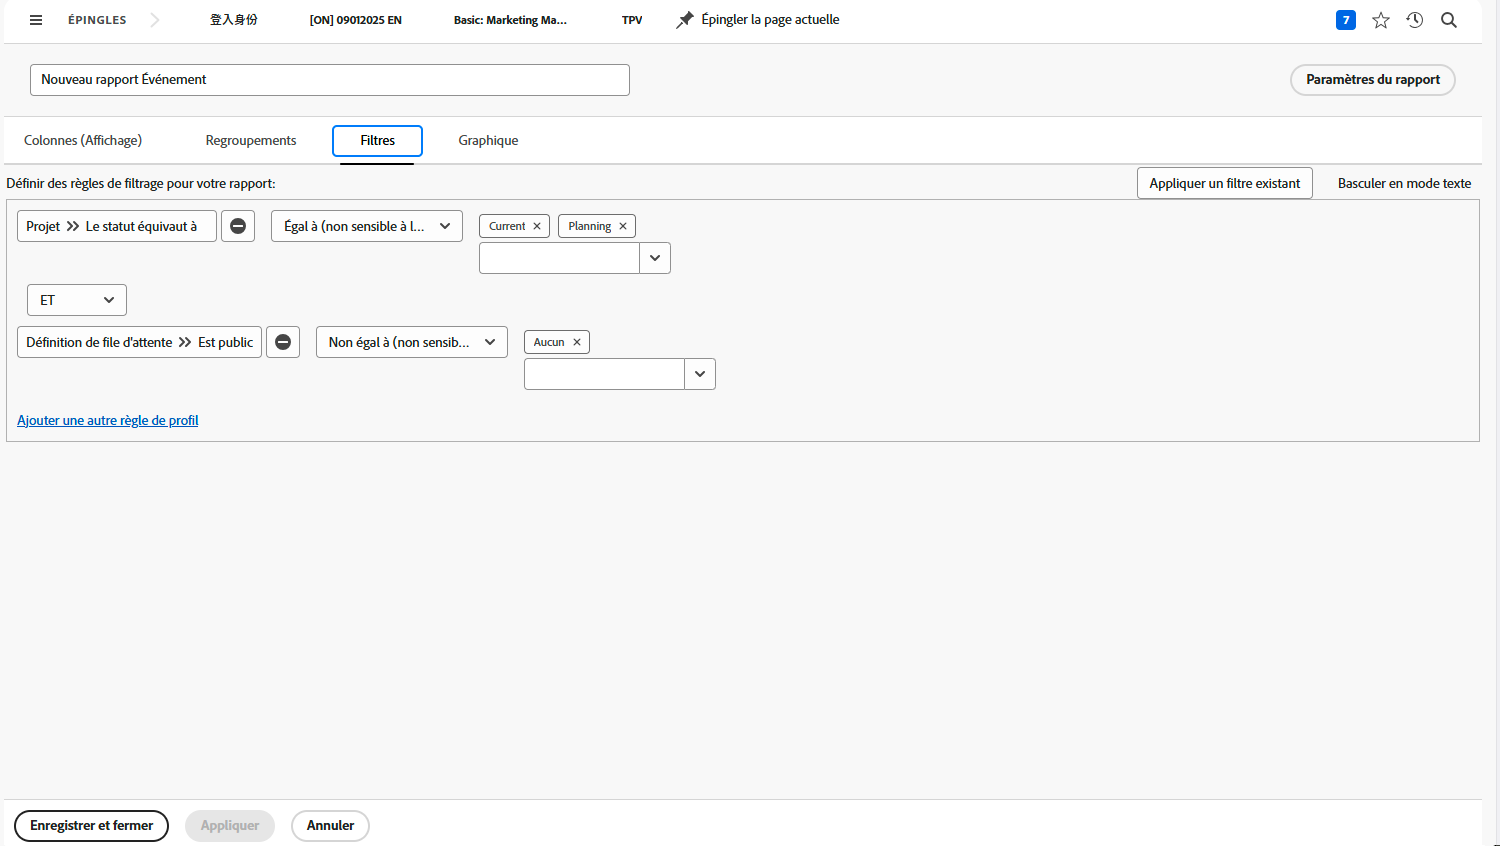 ÉPINGLES 登入身份 [ON] 09012025 EN Basic: Marketing Ma... TPV Épingler la page actuelle 7
Nouveau rapport Événement Paramètres du rapport
Colonnes (Affichage) Regroupements Filtres Graphique
Définir des règles de filtrage pour votre rapport: Appliquer un filtre existant Basculer en mode texte
Projet Le statut équivaut à Égal à (non sensible à l... Current Planning
ET
Définition de file d'attente Est public Non égal à (non sensib... Aucun
Ajouter une autre règle de profil
Enregistrer et fermer Appliquer Annuler